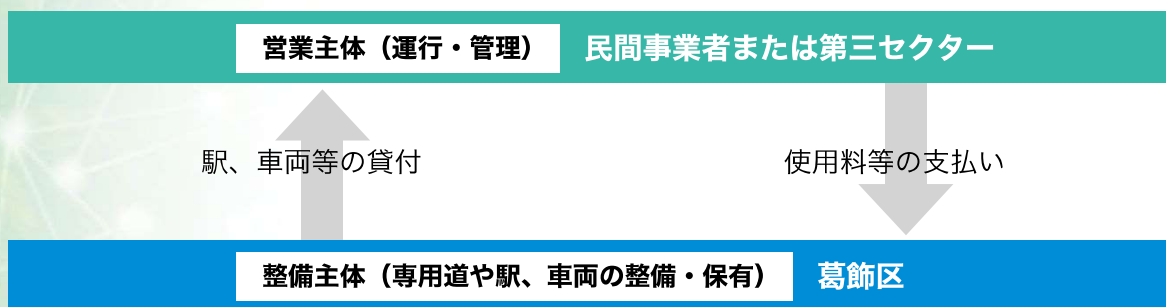 営業主体（運行・管理） 民間事業者または第三セクター
駅、車両等の貸付 使用料等の支払い
整備主体（専用道や駅、車両の整備・保有） 葛飾区